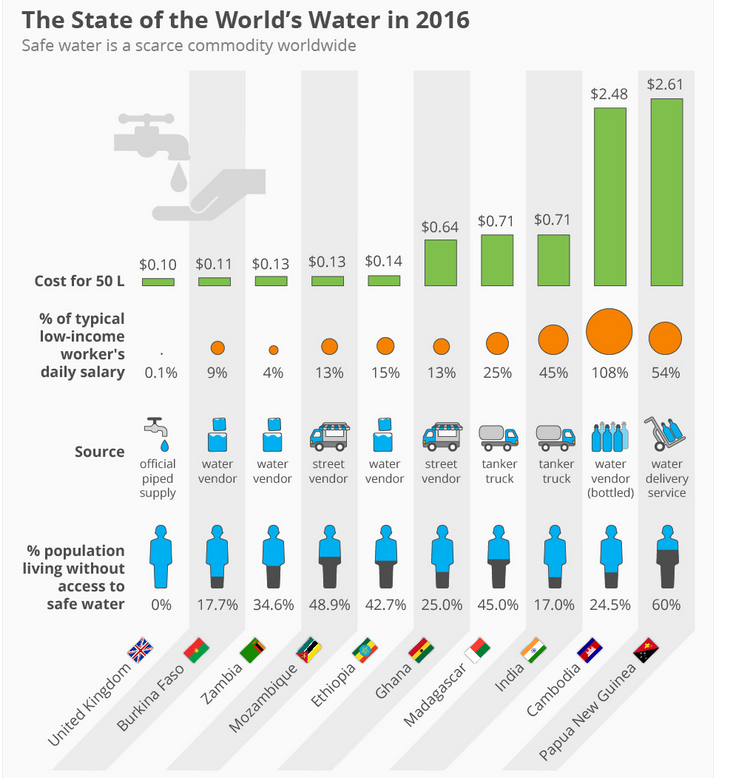 The State of the World's Water in 2016
Safe water is a scarce commodity worldwide
$0.10 $0.11 $0.13 $0.13 $0.14 $0.64 $0.71 $0.71 $2.48 $2.61
Cost for 50 L
% of typical
low-income
worker's
daily salary
0.1% 9% 4% 13% 15% 13% 25% 45% 108% 54%
Source
official
piped
supply
water
vendor
water
vendor
street
vendor
water
vendor
street
vendor
tanker
truck
tanker
truck
water
vendor
(bottled)
water
delivery
service
% population
living without
access to
safe water
0% 17.7% 34.6% 48.9% 42.7% 25.0% 45.0% 17.0% 24.5% 60%
United Kingdom
Burkina Faso
Zambia
Mozambique
Ethiopia
Ghana
Madagascar
India
Cambodia
Papua New Guinea